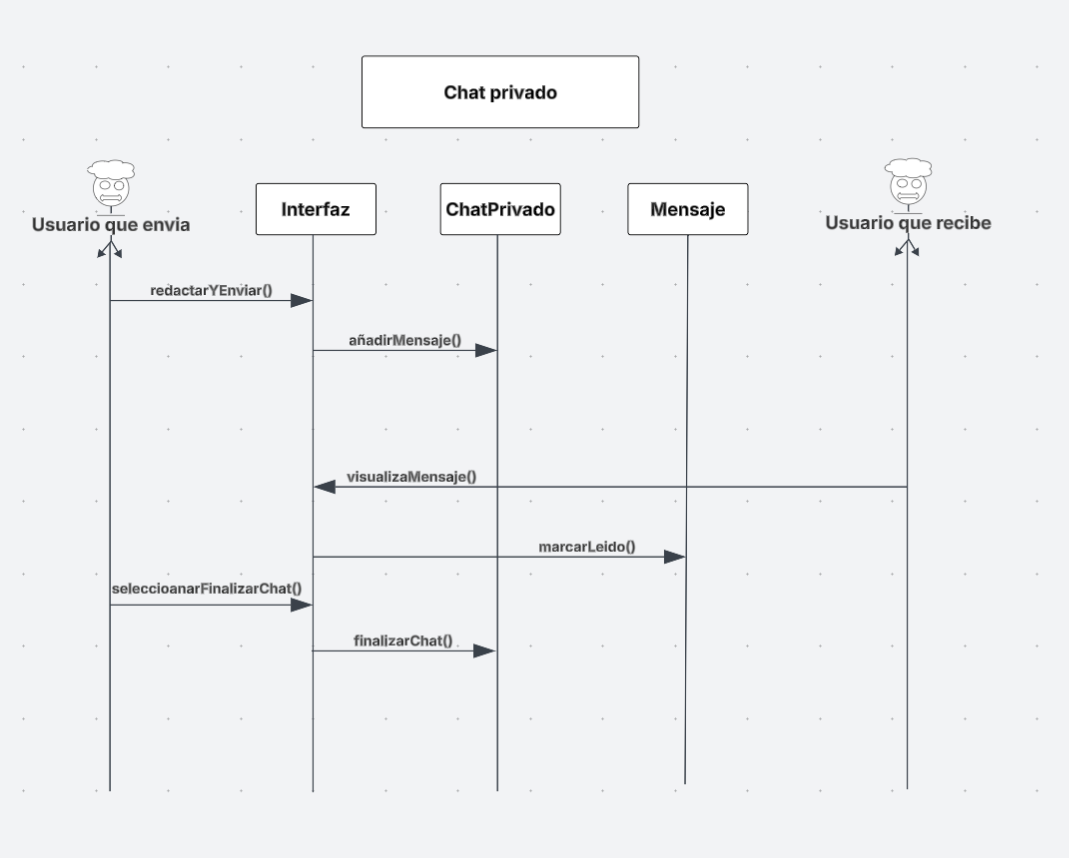 Chat privado
Usuario que envia
Interfaz
ChatPrivado
Mensaje
Usuario que recibe
redactarYEnviar()
añadirMensaje()
visualizaMensaje()
marcarLeido()
seleccioanarFinalizarChat()
finalizarChat()